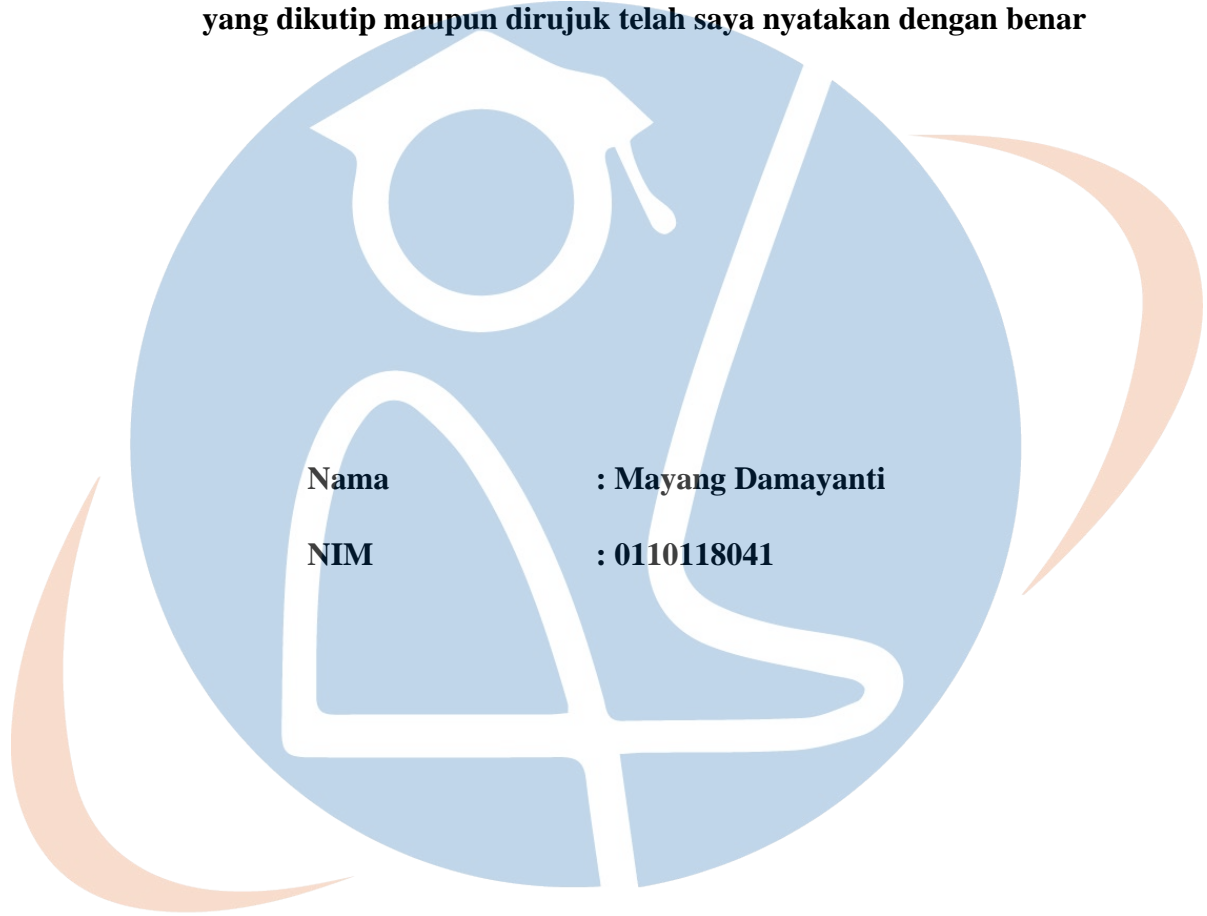 yang dikutip maupun dirujuk telah saya nyatakan dengan benar
Nama : Mayang Damayanti
NIM : 0110118041